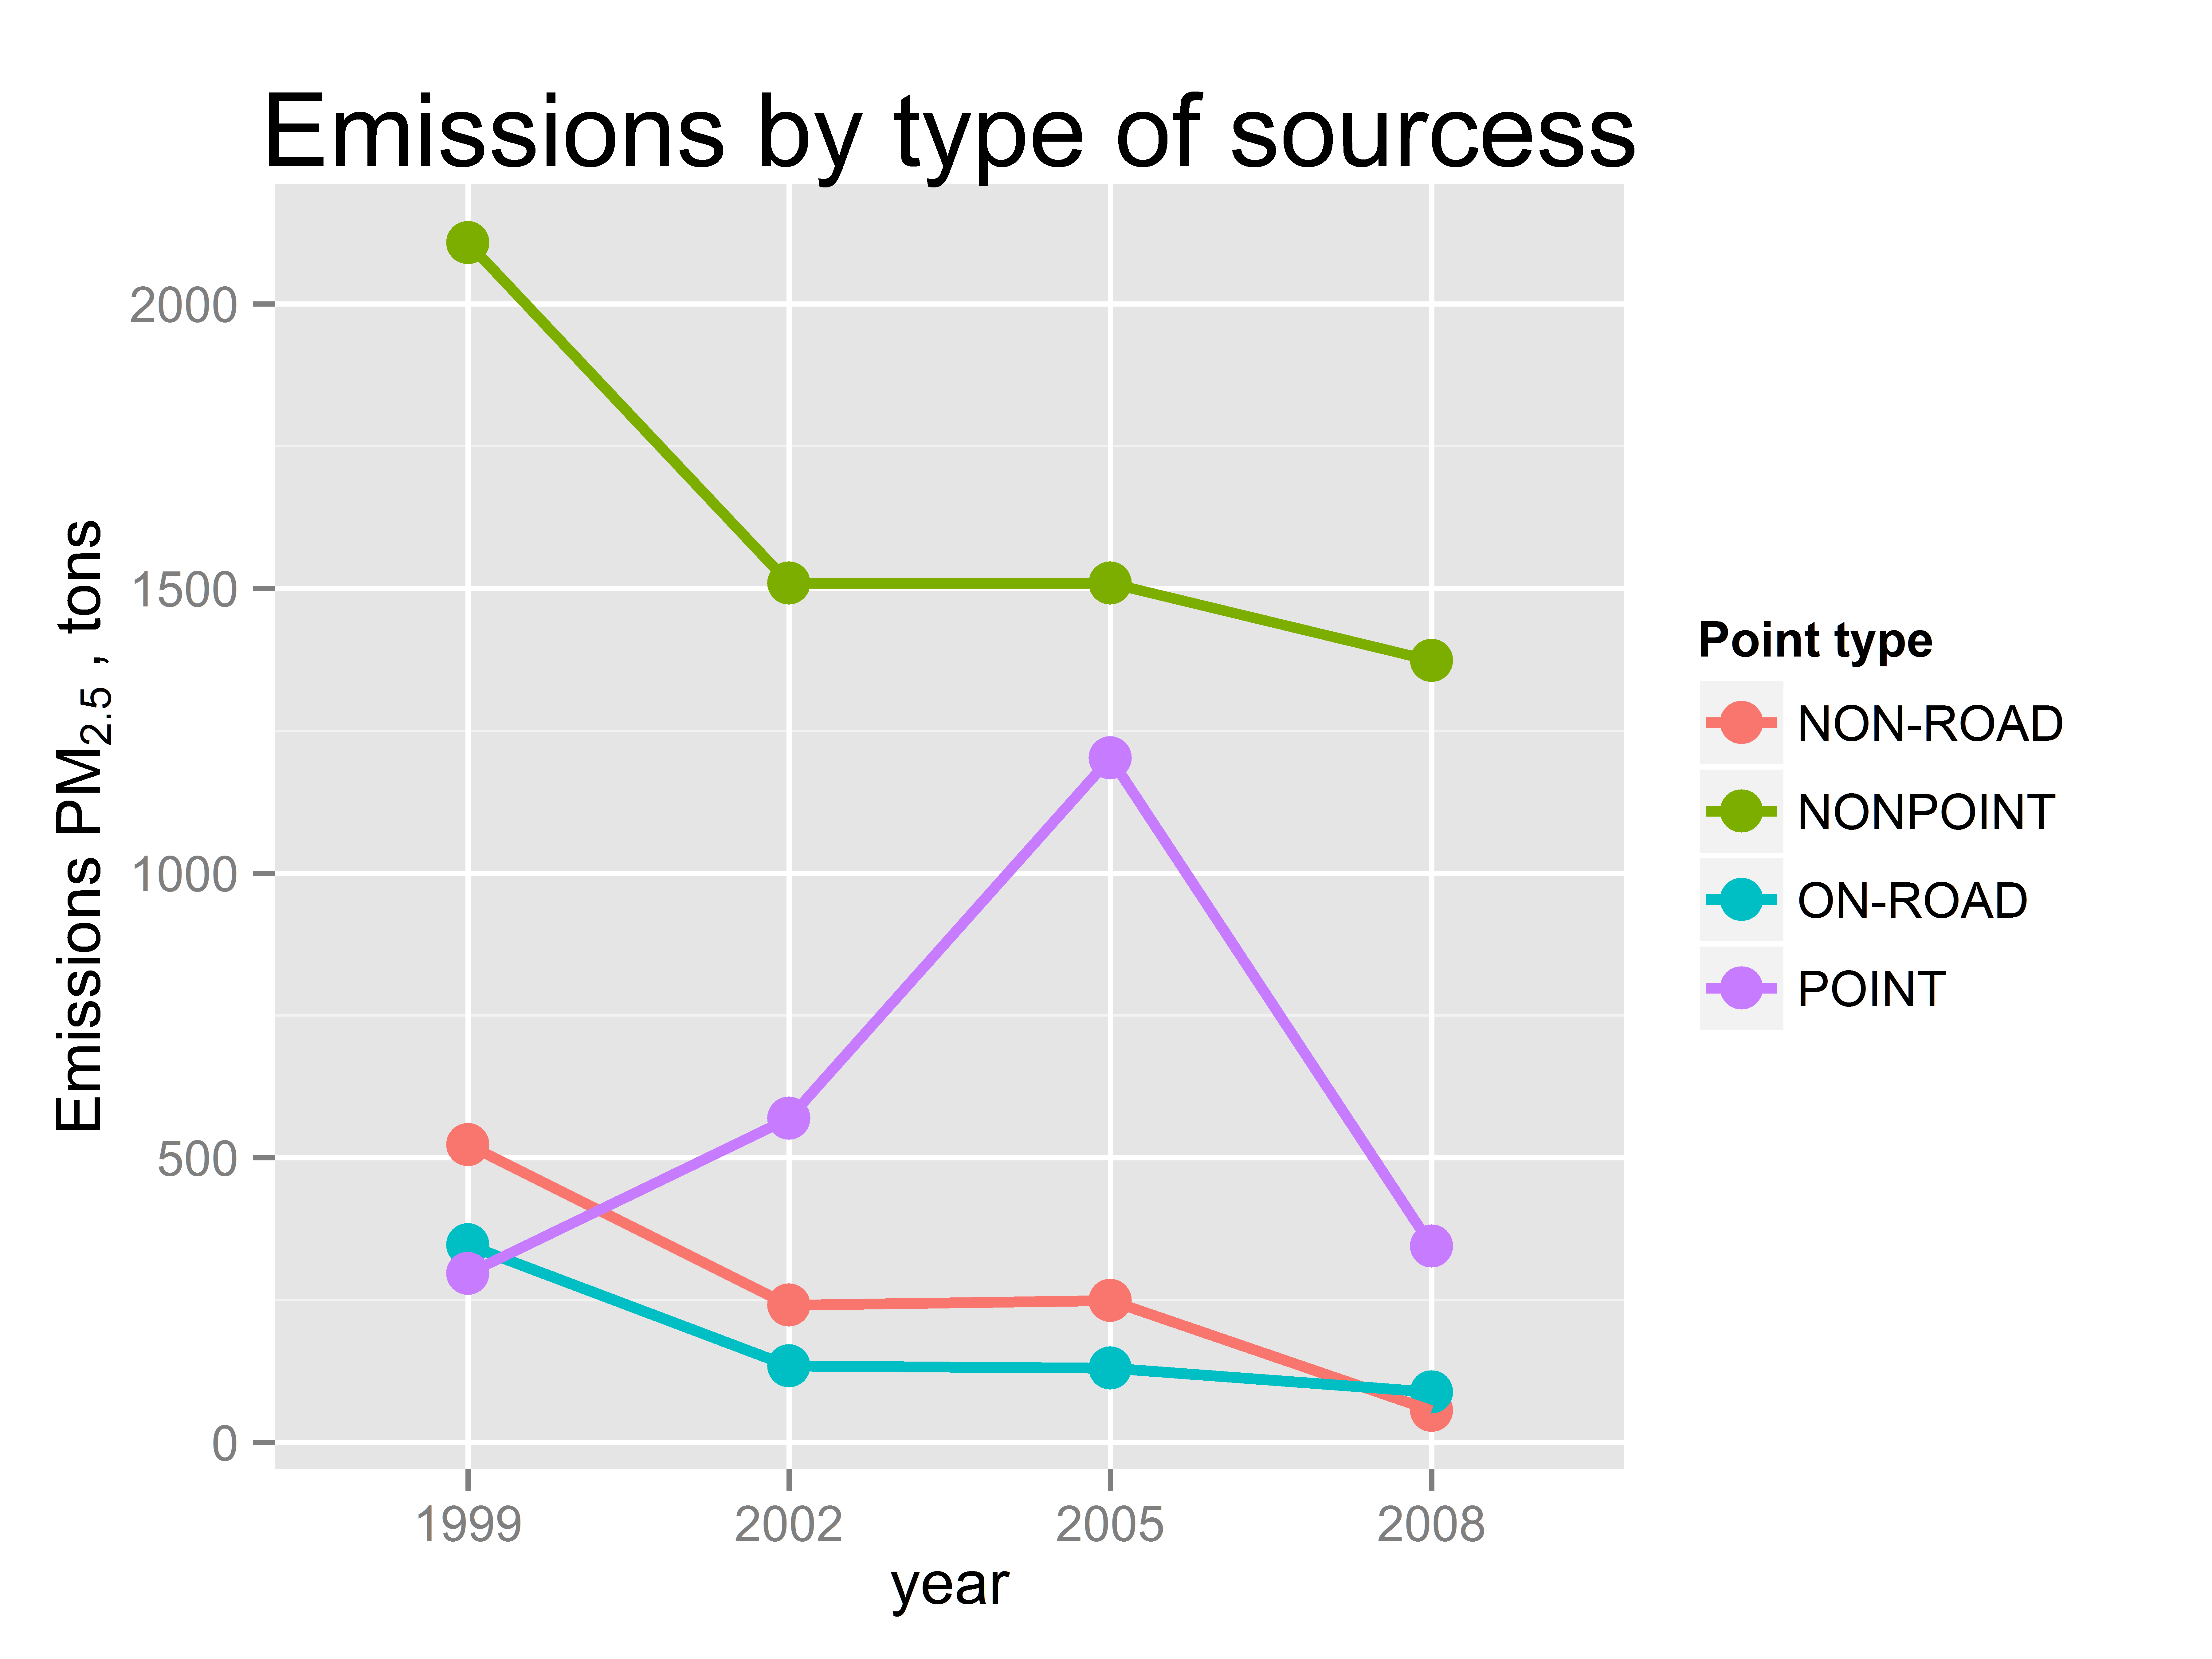 Emissions by type of sourcess
Emissions PM2.5 , tons
2000
1500
1000
500
0
1999 2002 2005 2008
year
Point type
NON-ROAD
NONPOINT
ON-ROAD
POINT